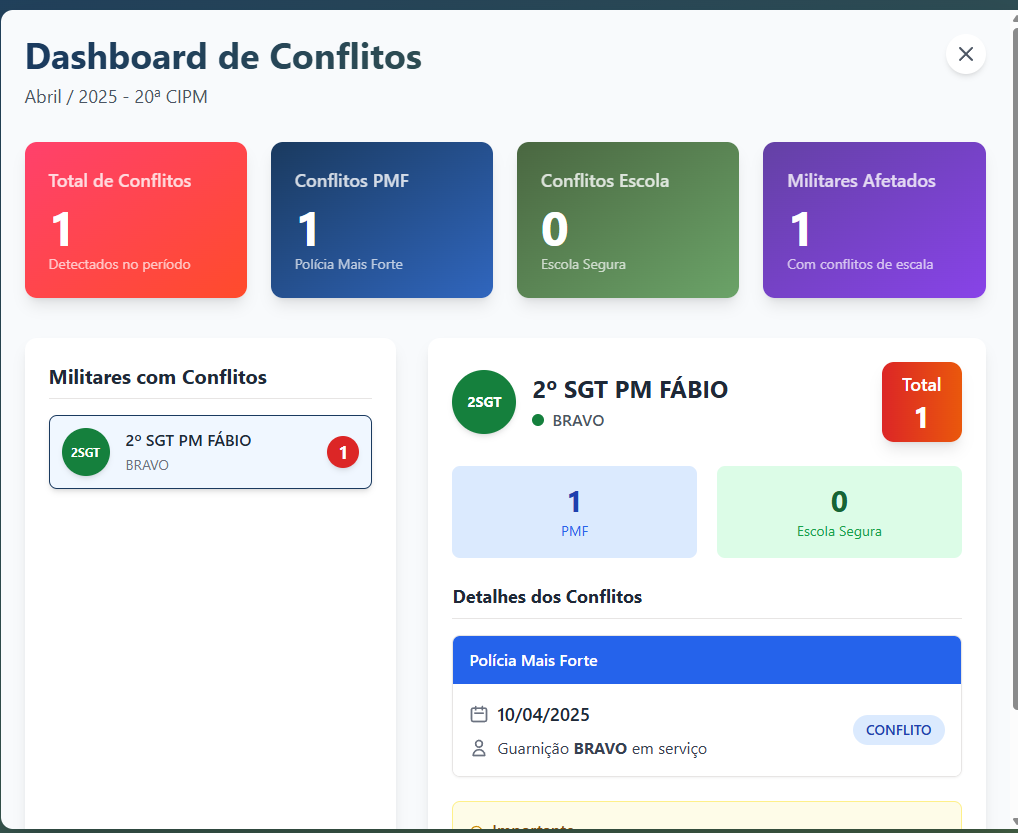 Dashboard de Conflitos
Abril / 2025 - 20ª CIPM
Total de Conflitos
1
Detectados no período
Conflitos PMF
1
Polícia Mais Forte
Conflitos Escola
0
Escola Segura
Militares Afetados
1
Com conflitos de escala
Militares com Conflitos
2SGT
2º SGT PM FÁBIO
BRAVO
1
2SGT
2º SGT PM FÁBIO
BRAVO
Total
1
1
PMF
0
Escola Segura
Detalhes dos Conflitos
Polícia Mais Forte
10/04/2025
Guarnição BRAVO em serviço
CONFLITO
Importante